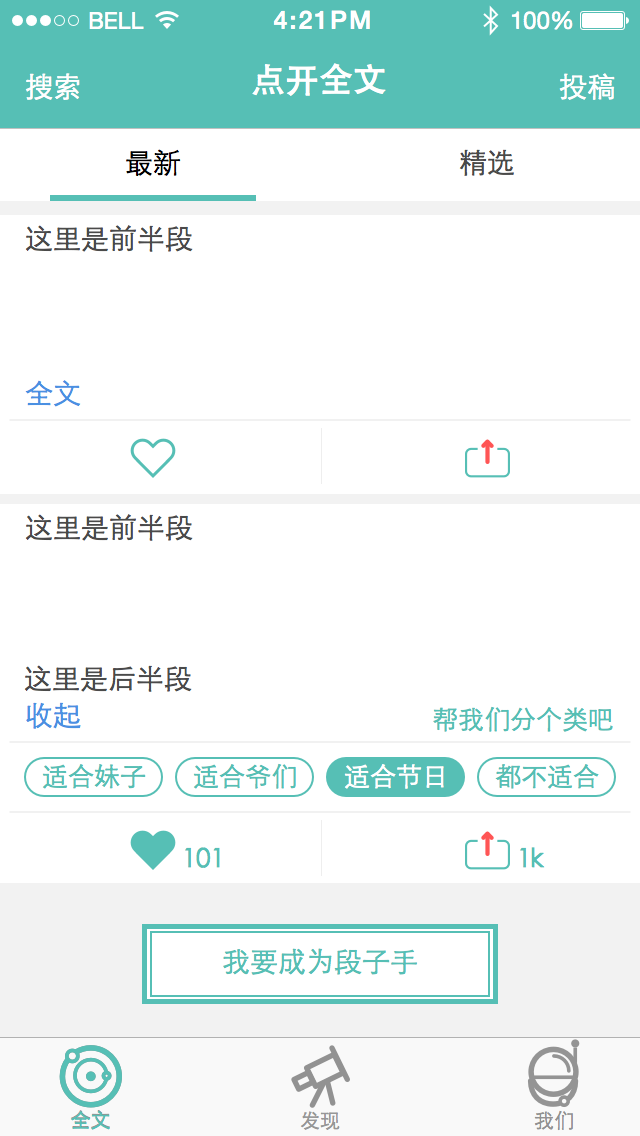 BELL 4:21PM 100%
搜索 点开全文 投稿
最新 精选
这里是前半段
全文
这里是前半段
这里是后半段
收起 帮我们分个类吧
适合妹子 适合爷们 适合节日 都不适合
101 1k
我要成为段子手
全文 发现 我们